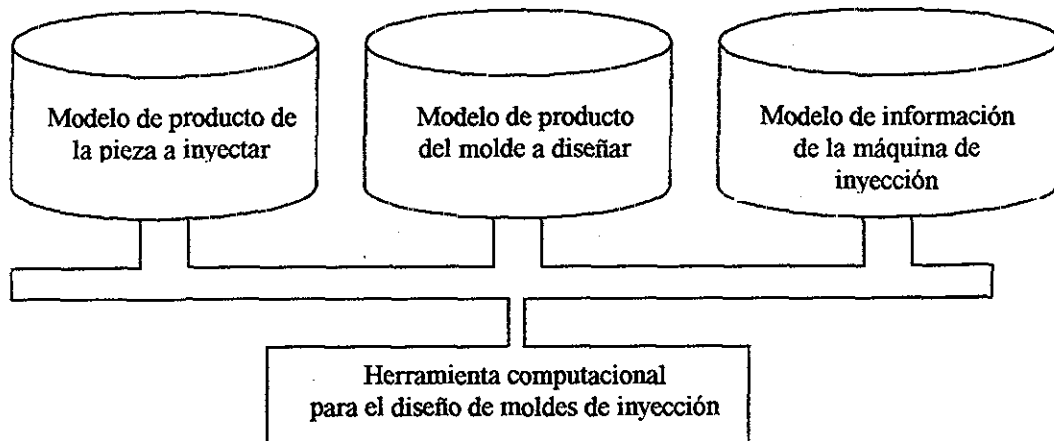 Modelo de producto de
la pieza a inyectar
Modelo de producto
del molde a diseñar
Modelo de información
de la máquina de
inyección
Herramienta computacional
para el diseño de moldes de inyección